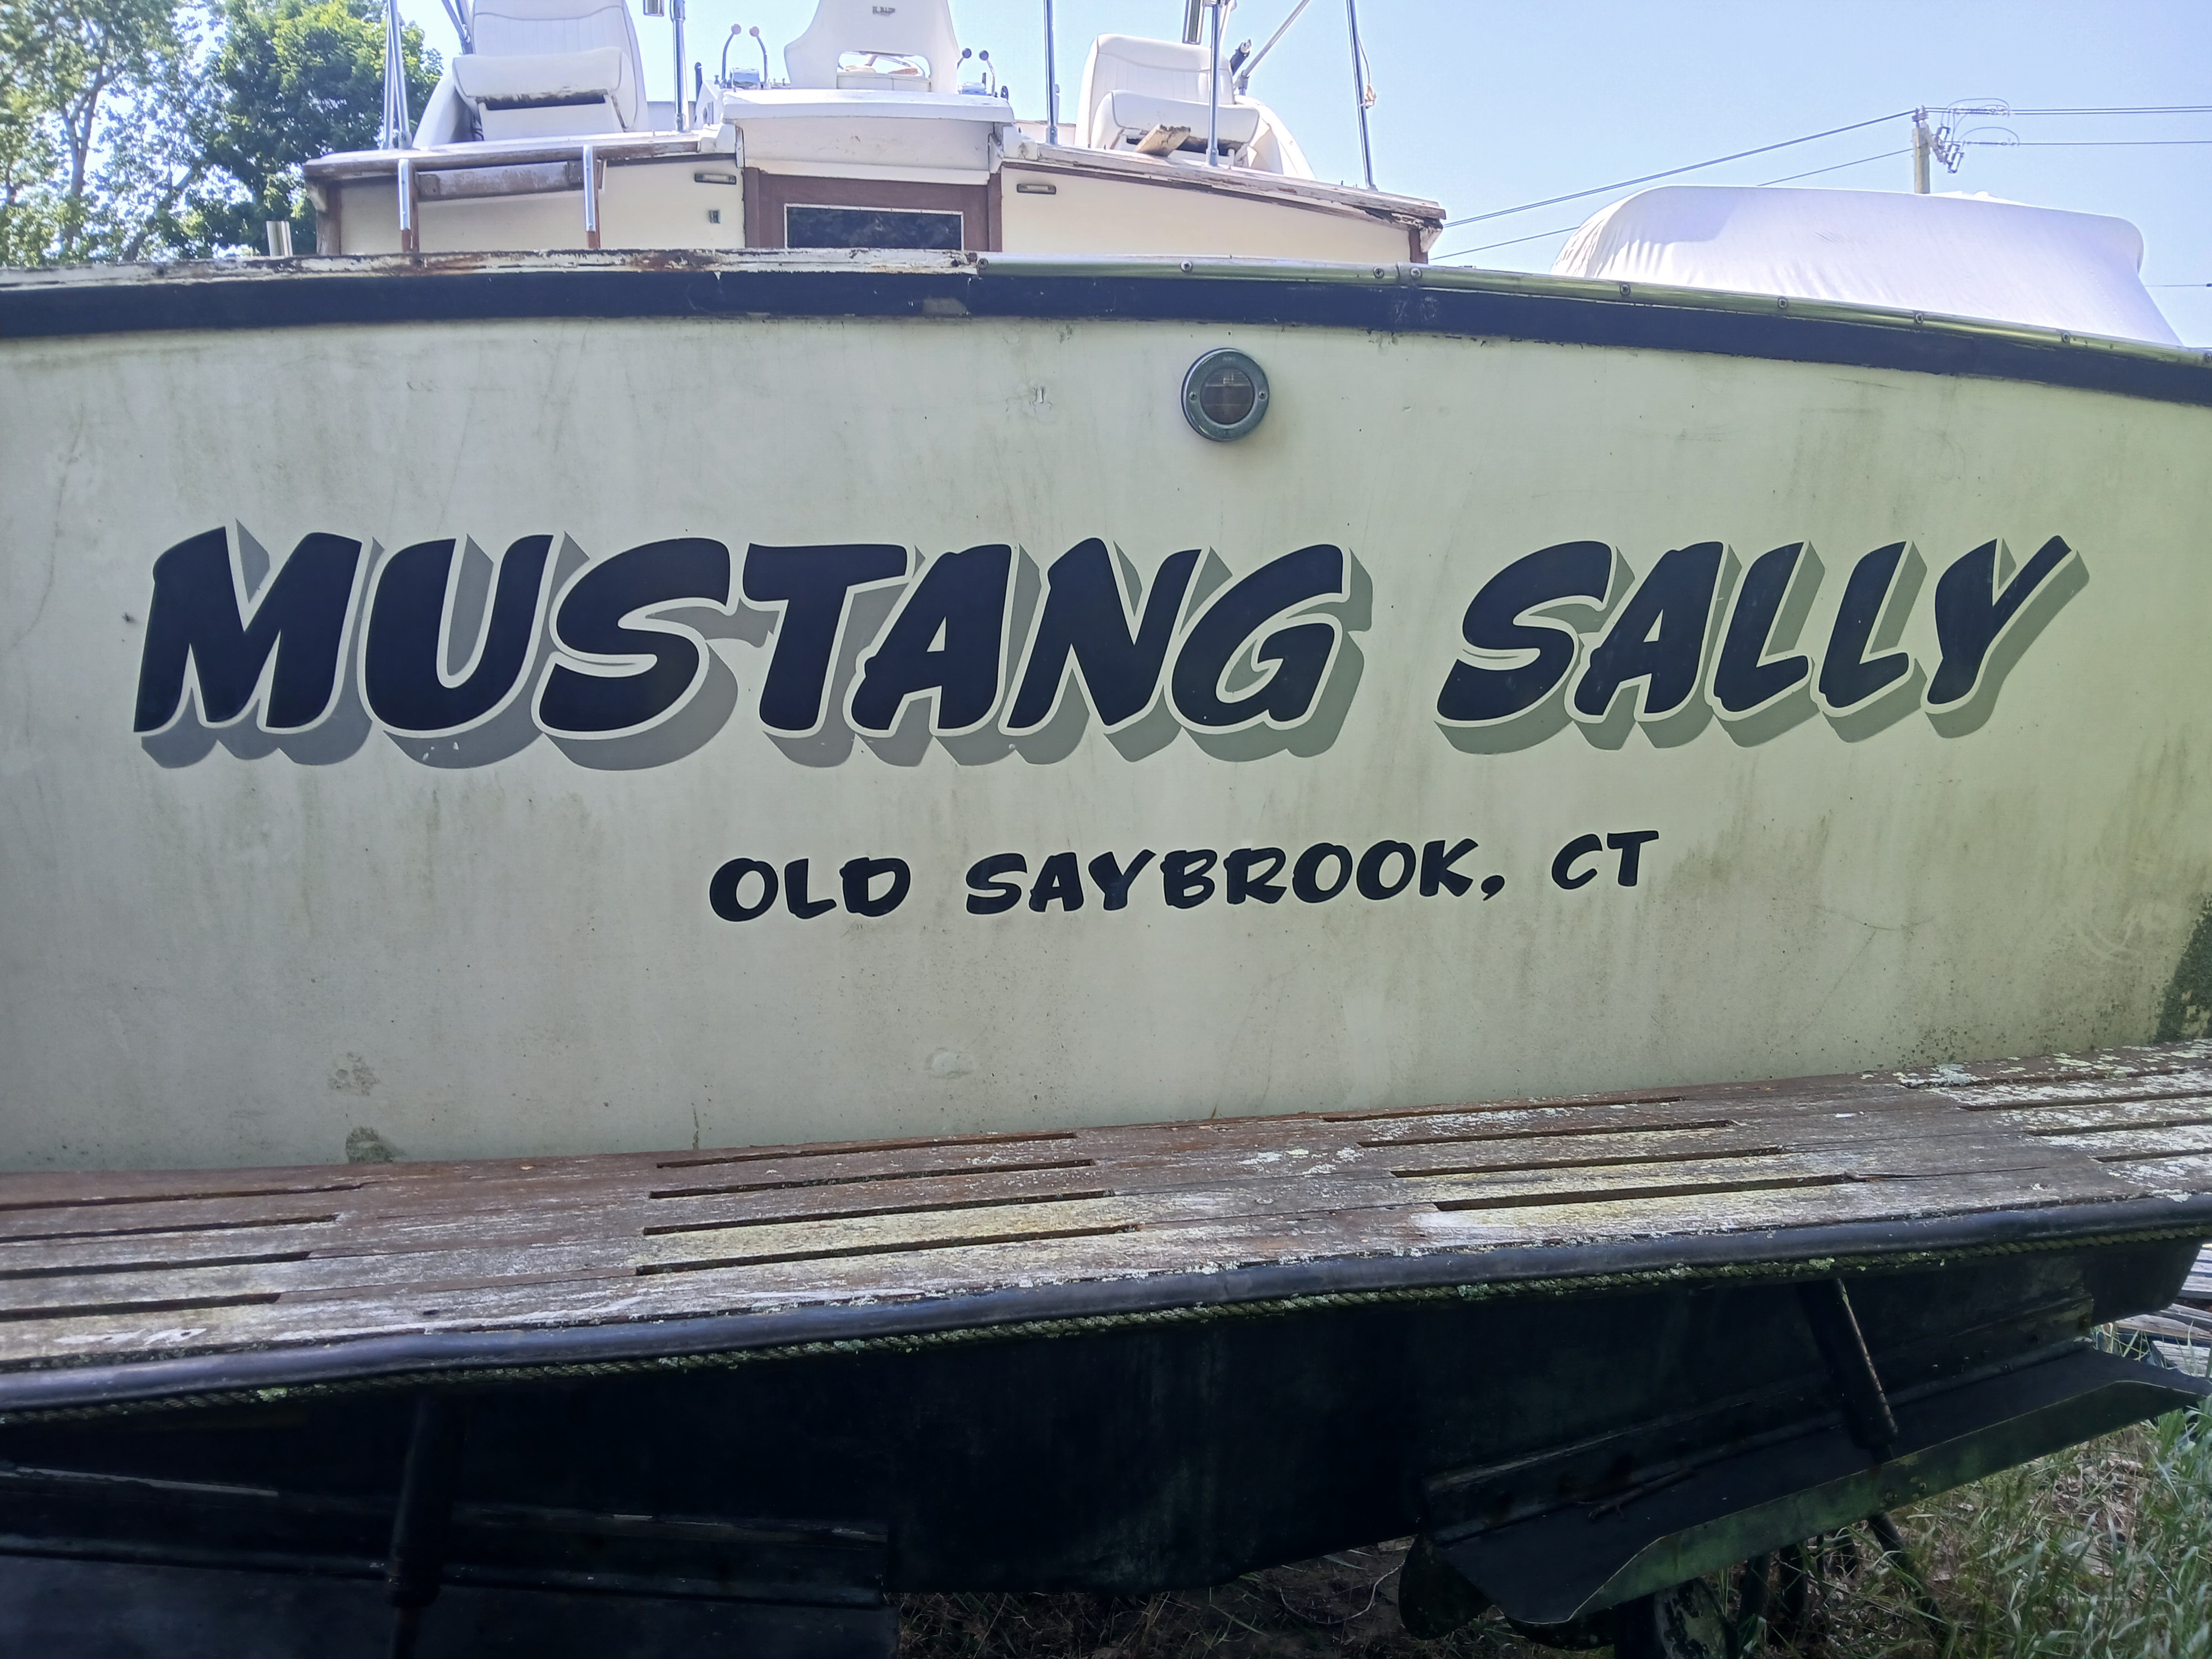 MUSTANG SALLY
OLD SAYBROOK, CT